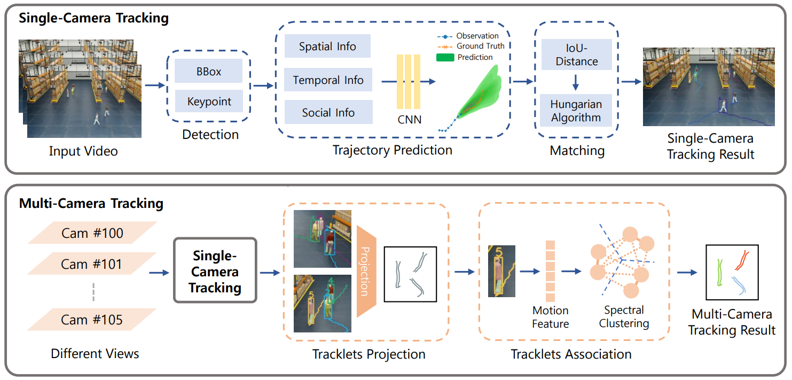 Single-Camera Tracking
Input Video
BBox
Keypoint
Detection
Spatial Info
Temporal Info
Social Info
CNN
Observation
Ground Truth
Prediction
Trajectory Prediction
IoU-
Distance
Hungarian
Algorithm
Matching
Single-Camera
Tracking Result
Multi-Camera Tracking
Cam #100
Cam #101
Cam #105
Different Views
Single-
Camera
Tracking
Projection
Tracklets Projection
5
Motion
Feature
Spectral
Clustering
Tracklets Association
Multi-Camera
Tracking Result